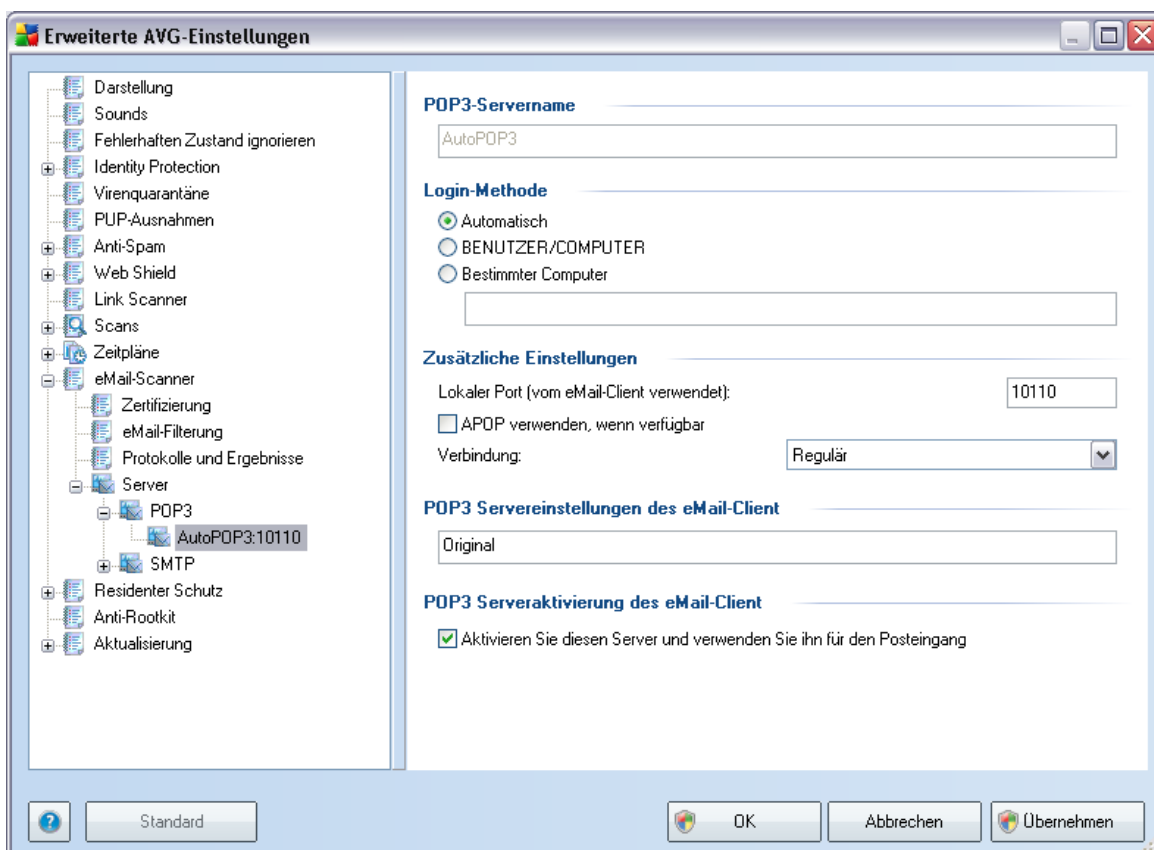 Erweiterte AVG-Einstellungen
Darstellung
Sounds
Fehlerhaften Zustand ignorieren
Identity Protection
Virenquarantäne
PUP-Ausnahmen
Anti-Spam
Web Shield
Link Scanner
Scans
Zeitpläne
eMail-Scanner
Zertifizierung
eMail-Filterung
Protokolle und Ergebnisse
Server
POP3
AutoPOP3:10110
SMTP
Residenter Schutz
Anti-Rootkit
Aktualisierung
POP3-Servername
AutoPOP3
Login-Methode
Automatisch
BENUTZER/COMPUTER
Bestimmter Computer
Zusätzliche Einstellungen
Lokaler Port (vom eMail-Client verwendet): 10110
APOP verwenden, wenn verfügbar
Verbindung: Regulär
POP3 Servereinstellungen des eMail-Client
Original
POP3 Serveraktivierung des eMail-Client
Aktivieren Sie diesen Server und verwenden Sie ihn für den Posteingang
? Standard OK Abbrechen Übernehmen